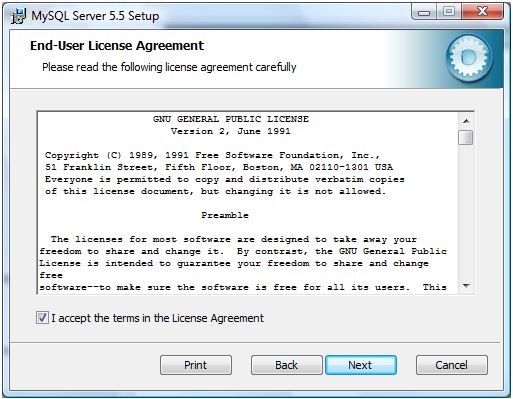 MySQL Server 5.5 Setup
End-User License Agreement
Please read the following license agreement carefully
GNU GENERAL PUBLIC LICENSE
Version 2, June 1991
Copyright (C) 1989, 1991 Free Software Foundation, Inc.,
51 Franklin Street, Fifth Floor, Boston, MA 02110-1301 USA
Everyone is permitted to copy and distribute verbatim copies
of this license document, but changing it is not allowed.
Preamble
The licenses for most software are designed to take away your
freedom to share and change it.  By contrast, the GNU General Public
License is intended to guarantee your freedom to share and change
free
software--to make sure the software is free for all its users.  This
I accept the terms in the License Agreement
Print Back Next Cancel